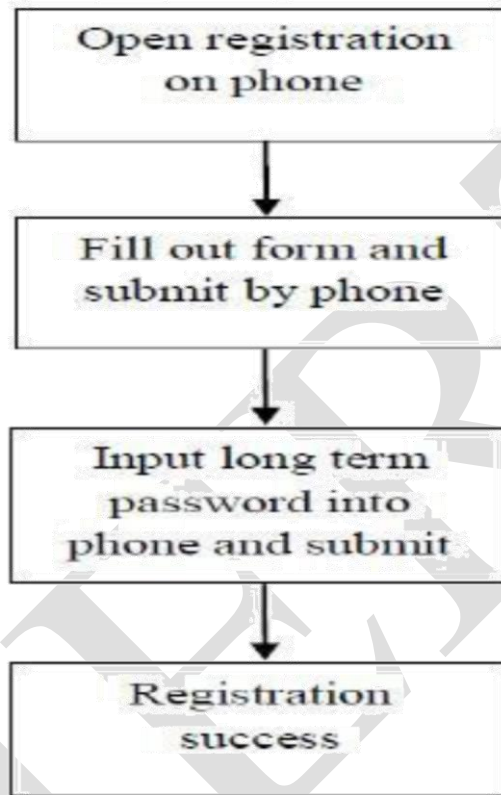 Open registration
on phone
Fill out form and
submit by phone
Input long term
password into
phone and submit
Registration
success